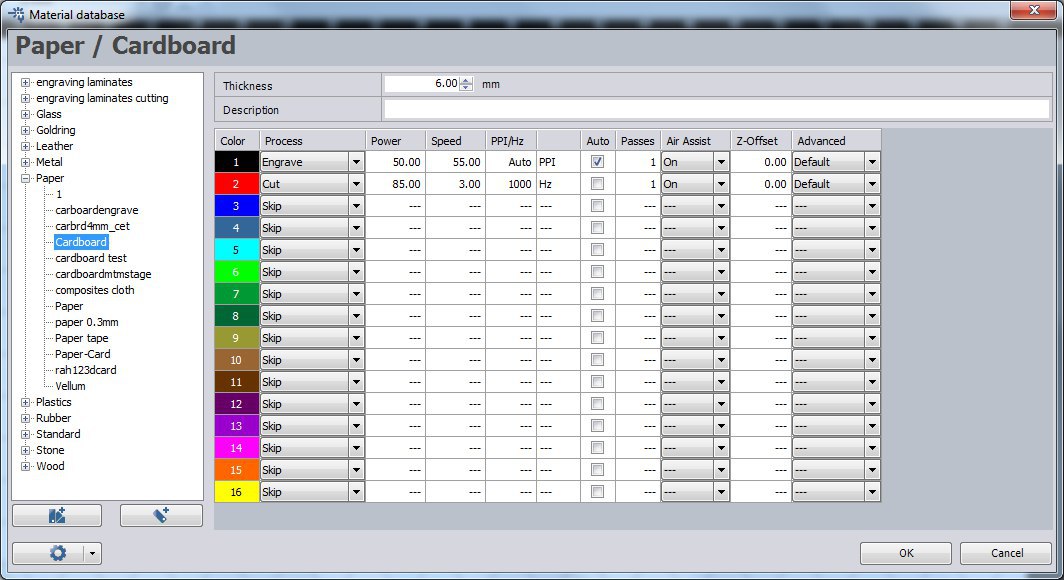 Material database
Paper / Cardboard
engraving laminates
engraving laminates cutting
Glass
Goldring
Leather
Metal
Paper
1
carboardengrave
carbrd4mm_cet
Cardboard
cardboard test
cardboardmtmstage
composites cloth
Paper
paper 0.3mm
Paper tape
Paper-Card
rah123dcard
Vellum
Plastics
Rubber
Standard
Stone
Wood
Thickness 6.00 mm
Description
Color Process Power Speed PPI/Hz Auto Passes Air Assist Z-Offset Advanced
1 Engrave 50.00 55.00 Auto PPI 1 On 0.00 Default
2 Cut 85.00 3.00 1000 Hz 1 On 0.00 Default
3 Skip --- --- --- --- --- --- --- ---
4 Skip --- --- --- --- --- --- --- ---
5 Skip --- --- --- --- --- --- --- ---
6 Skip --- --- --- --- --- --- --- ---
7 Skip --- --- --- --- --- --- --- ---
8 Skip --- --- --- --- --- --- --- ---
9 Skip --- --- --- --- --- --- --- ---
10 Skip --- --- --- --- --- --- --- ---
11 Skip --- --- --- --- --- --- --- ---
12 Skip --- --- --- --- --- --- --- ---
13 Skip --- --- --- --- --- --- --- ---
14 Skip --- --- --- --- --- --- --- ---
15 Skip --- --- --- --- --- --- --- ---
16 Skip --- --- --- --- --- --- --- ---
OK Cancel